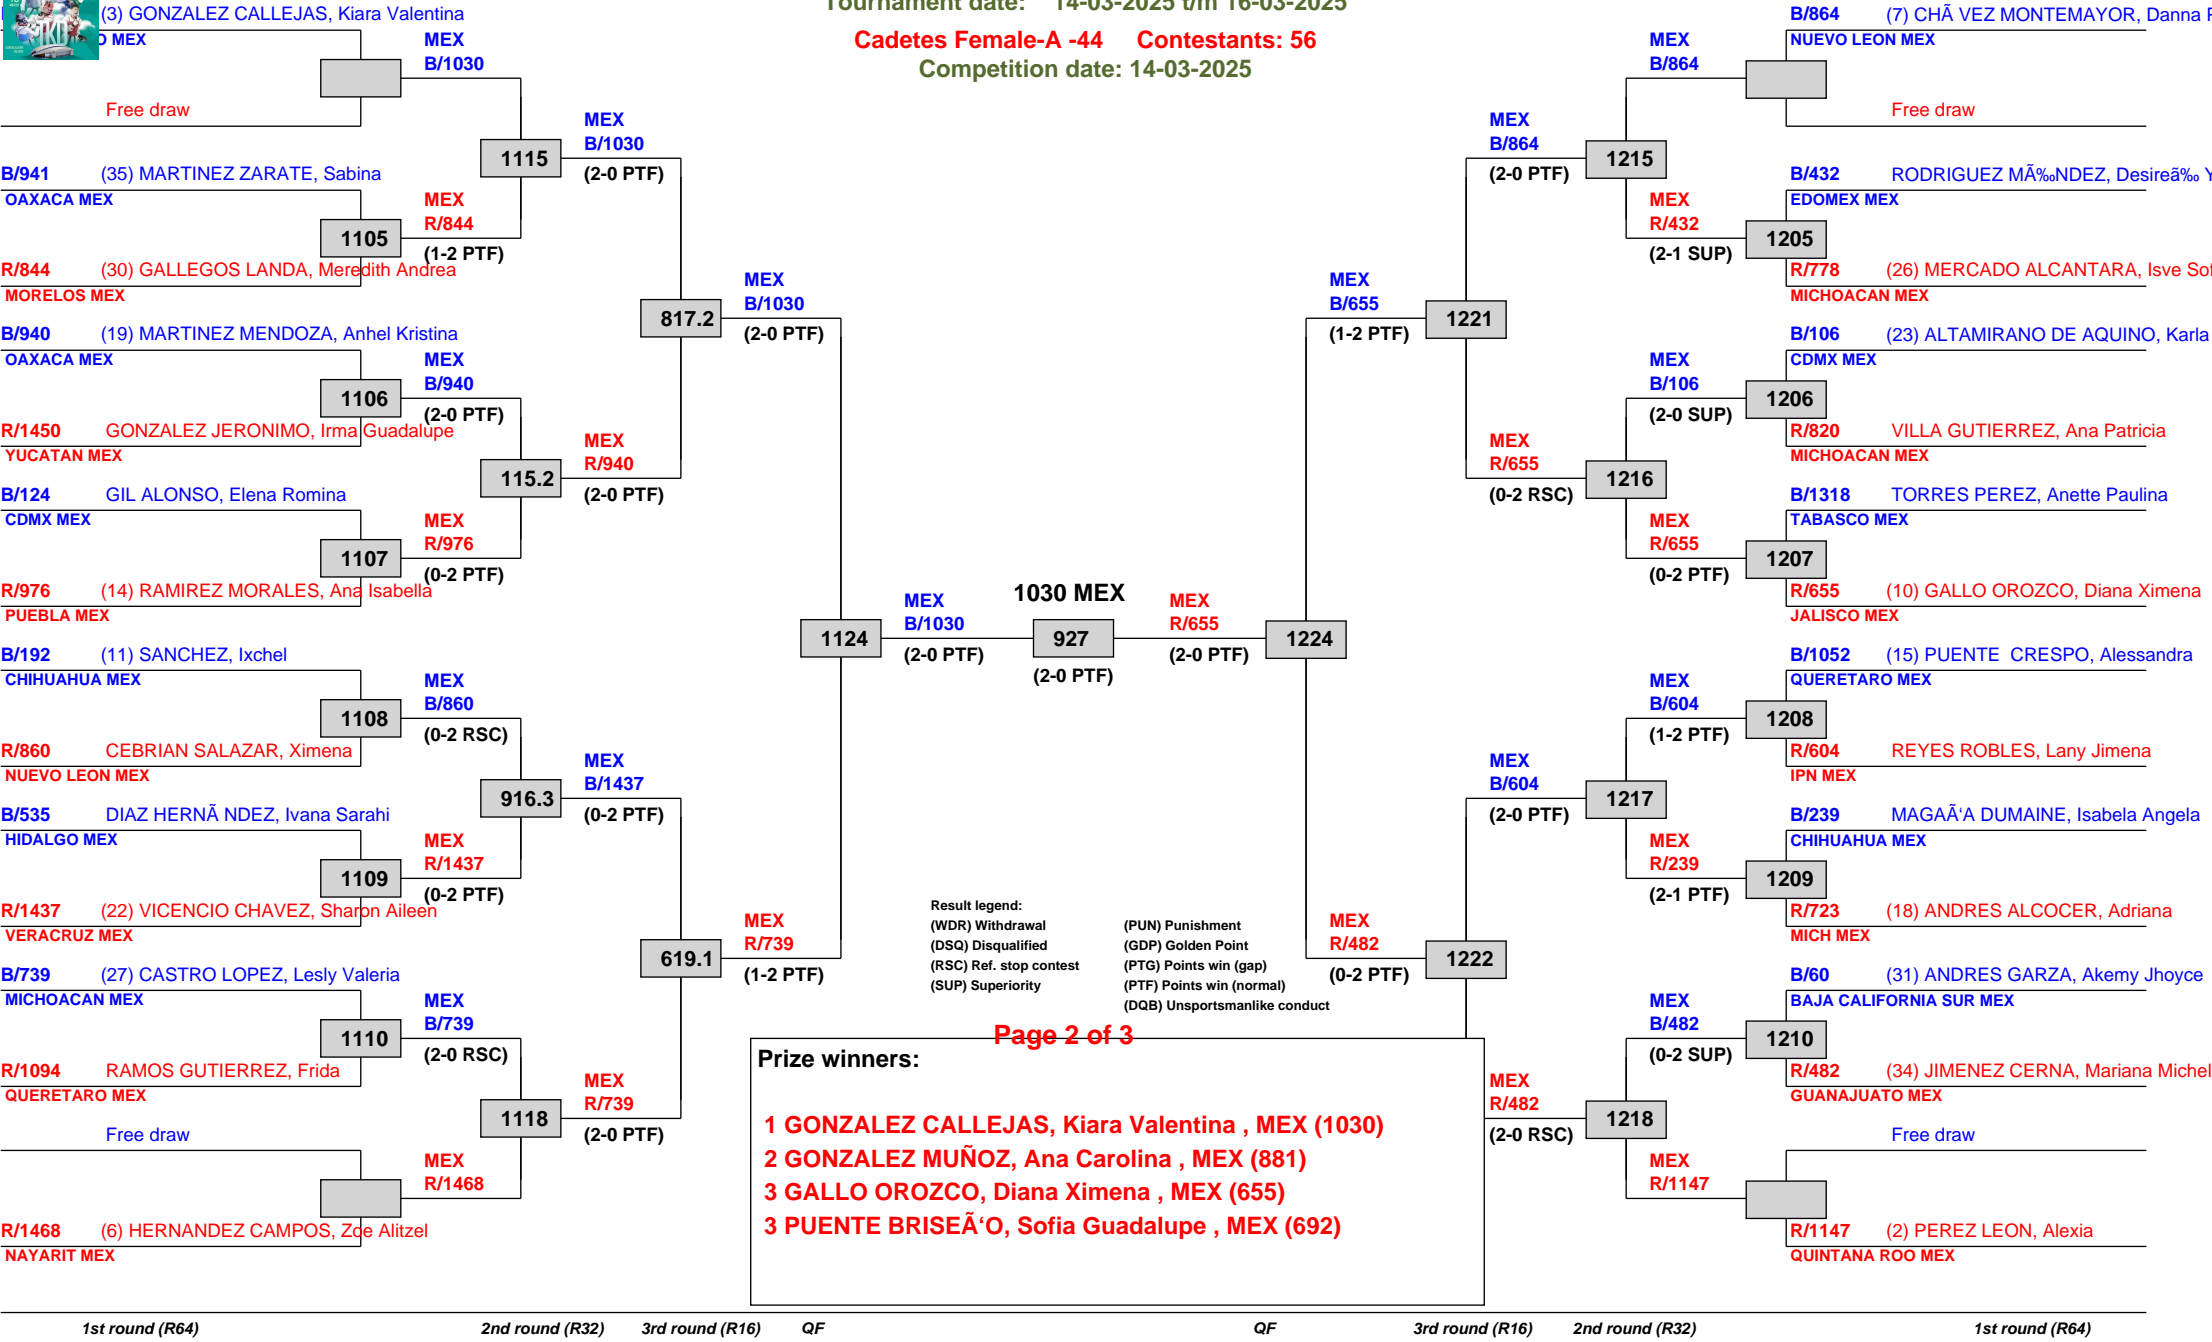 Tournament date: 14-03-2025 t/m 16-03-2025
Cadetes Female-A -44 Contestants: 56
Competition date: 14-03-2025
TKD
(3) GONZALEZ CALLEJAS, Kiara Valentina
O MEX
Free draw
B/941 (35) MARTINEZ ZARATE, Sabina
OAXACA MEX
R/844 (30) GALLEGOS LANDA, Meredith Andrea
MORELOS MEX
B/940 (19) MARTINEZ MENDOZA, Anhel Kristina
OAXACA MEX
R/1450 GONZALEZ JERONIMO, Irma Guadalupe
YUCATAN MEX
B/124 GIL ALONSO, Elena Romina
CDMX MEX
R/976 (14) RAMIREZ MORALES, Ana Isabella
PUEBLA MEX
B/192 (11) SANCHEZ, Ixchel
CHIHUAHUA MEX
R/860 CEBRIAN SALAZAR, Ximena
NUEVO LEON MEX
B/535 DIAZ HERNÃ NDEZ, Ivana Sarahi
HIDALGO MEX
R/1437 (22) VICENCIO CHAVEZ, Sharon Aileen
VERACRUZ MEX
B/739 (27) CASTRO LOPEZ, Lesly Valeria
MICHOACAN MEX
R/1094 RAMOS GUTIERREZ, Frida
QUERETARO MEX
Free draw
R/1468 (6) HERNANDEZ CAMPOS, Zoe Alitzel
NAYARIT MEX
MEX
B/1030
1105
MEX
R/844
(1-2 PTF)
1106
MEX
B/940
(2-0 PTF)
1107
MEX
R/976
(0-2 PTF)
1108
MEX
B/860
(0-2 RSC)
1109
MEX
R/1437
(0-2 PTF)
1110
MEX
B/739
(2-0 RSC)
MEX
R/1468
1115
MEX
B/1030
(2-0 PTF)
115.2
MEX
R/940
(2-0 PTF)
916.3
MEX
B/1437
(0-2 PTF)
1118
MEX
R/739
(2-0 PTF)
817.2
MEX
B/1030
(2-0 PTF)
619.1
MEX
R/739
(1-2 PTF)
1124
MEX
B/1030
(2-0 PTF)
1030 MEX
927
(2-0 PTF)
MEX
R/655
(2-0 PTF)
1224
MEX
B/655
(1-2 PTF)
1221
MEX
R/482
(0-2 PTF)
1222
MEX
B/864
(2-0 PTF)
1215
MEX
R/655
(0-2 RSC)
1216
MEX
B/604
(2-0 PTF)
1217
MEX
R/482
(2-0 RSC)
1218
MEX
B/864
MEX
R/432
(2-1 SUP)
1205
MEX
B/106
(2-0 SUP)
1206
MEX
R/655
(0-2 PTF)
1207
MEX
B/604
(1-2 PTF)
1208
MEX
R/239
(2-1 PTF)
1209
MEX
B/482
(0-2 SUP)
1210
MEX
R/1147
B/864 (7) CHÃ VEZ MONTEMAYOR, Danna
NUEVO LEON MEX
Free draw
B/432 RODRIGUEZ MÃ‰NDEZ, Desireã‰ Y
EDOMEX MEX
R/778 (26) MERCADO ALCANTARA, Isve Sof
MICHOACAN MEX
B/106 (23) ALTAMIRANO DE AQUINO, Karla
CDMX MEX
R/820 VILLA GUTIERREZ, Ana Patricia
MICHOACAN MEX
B/1318 TORRES PEREZ, Anette Paulina
TABASCO MEX
R/655 (10) GALLO OROZCO, Diana Ximena
JALISCO MEX
B/1052 (15) PUENTE CRESPO, Alessandra
QUERETARO MEX
R/604 REYES ROBLES, Lany Jimena
IPN MEX
B/239 MAGAÃ‘A DUMAINE, Isabela Angela
CHIHUAHUA MEX
R/723 (18) ANDRES ALCOCER, Adriana
MICH MEX
B/60 (31) ANDRES GARZA, Akemy Jhoyce
BAJA CALIFORNIA SUR MEX
R/482 (34) JIMENEZ CERNA, Mariana Michel
GUANAJUATO MEX
Free draw
R/1147 (2) PEREZ LEON, Alexia
QUINTANA ROO MEX
Result legend:
(WDR) Withdrawal (PUN) Punishment
(DSQ) Disqualified (GDP) Golden Point
(RSC) Ref. stop contest (PTG) Points win (gap)
(SUP) Superiority (PTF) Points win (normal)
(DQB) Unsportsmanlike conduct
Page 2 of 3
Prize winners:
1 GONZALEZ CALLEJAS, Kiara Valentina , MEX (1030)
2 GONZALEZ MUÑOZ, Ana Carolina , MEX (881)
3 GALLO OROZCO, Diana Ximena , MEX (655)
3 PUENTE BRISEÃ‘O, Sofia Guadalupe , MEX (692)
1st round (R64) 2nd round (R32) 3rd round (R16) QF QF 3rd round (R16) 2nd round (R32) 1st round (R64)